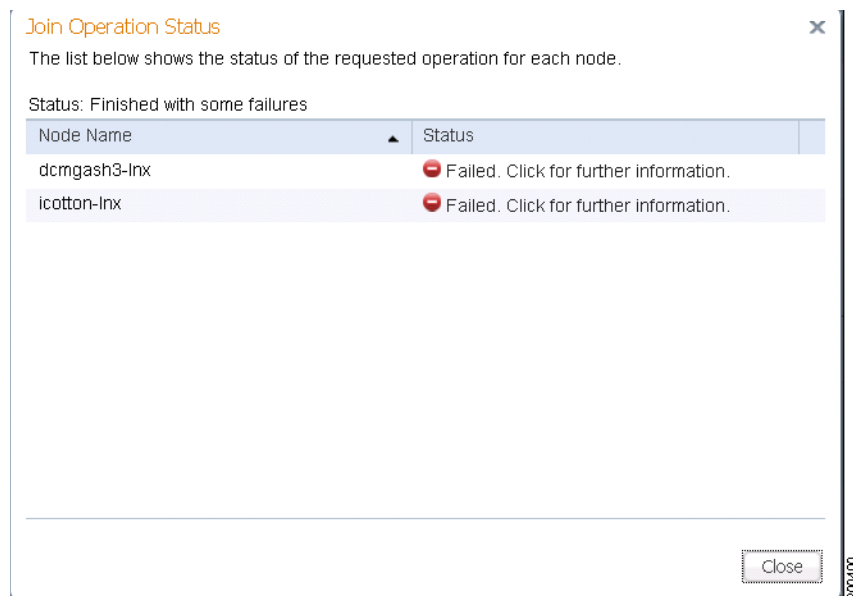 Join Operation Status
The list below shows the status of the requested operation for each node.
Status: Finished with some failures
Node Name Status
dcmgash3-lnx Failed. Click for further information.
icotton-lnx Failed. Click for further information.
Close